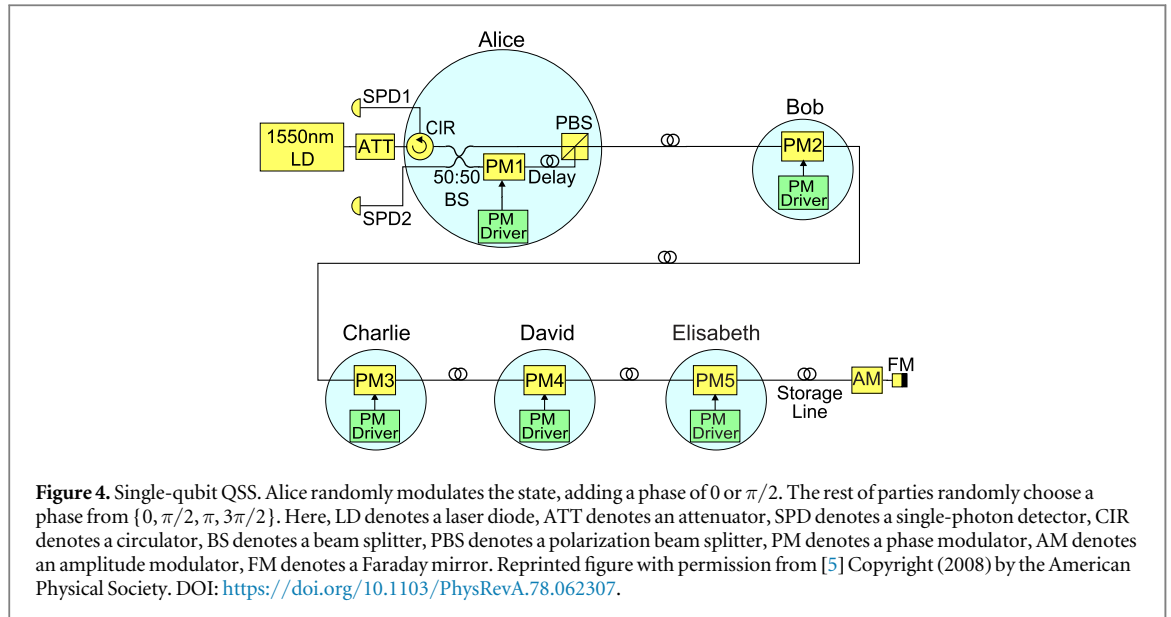 Alice
SPD1
CIR
PBS
1550nm
LD
ATT
PM1
50:50
BS
Delay
SPD2
PM
Driver
Bob
PM2
PM
Driver
Charlie
David
Elisabeth
FM
PM3
PM4
PM5
AM
Storage
Line
PM
Driver
PM
Driver
PM
Driver
Figure 4. Single-qubit QSS. Alice randomly modulates the state, adding a phase of 0 or π/2. The rest of parties randomly choose a
phase from {0, π/2, π, 3π/2}. Here, LD denotes a laser diode, ATT denotes an attenuator, SPD denotes a single-photon detector, CIR
denotes a circulator, BS denotes a beam splitter, PBS denotes a polarization beam splitter, PM denotes a phase modulator, AM denotes
an amplitude modulator, FM denotes a Faraday mirror. Reprinted figure with permission from [5] Copyright (2008) by the American
Physical Society. DOI: https://doi.org/10.1103/PhysRevA.78.062307.